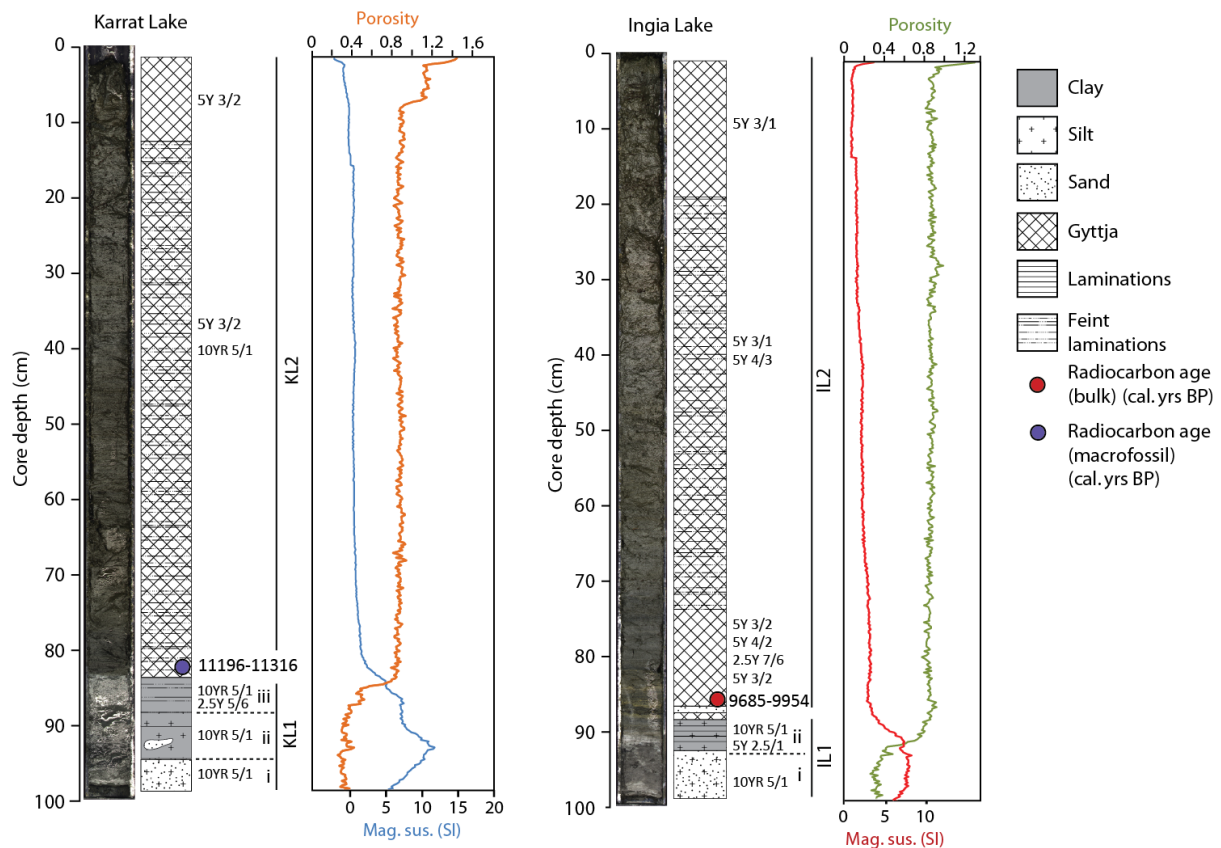 Karrat Lake
Porosity
0 0,4 0.8 1.2 1.6
Core depth (cm)
0
10
20
30
40
50
60
70
80
90
100
5Y 3/2
5Y 3/2
10YR 5/1
11196-11316
10YR 5/1
2.5Y 5/6
iii
10YR 5/1
ii
10YR 5/1
i
KL2
KL1
0 5 10 15 20
Mag. sus. (SI)
Ingia Lake
Porosity
0 0.4 0.8 1.2
Core depth (cm)
0
10
20
30
40
50
60
70
80
90
100
5Y 3/1
5Y 3/1
5Y 4/3
5Y 3/2
5Y 4/2
2.5Y 7/6
5Y 3/2
9685-9954
10YR 5/1
5Y 2.5/1
ii
10YR 5/1
i
IL2
IL1
0 5 10
Mag. sus. (SI)
Clay
Silt
Sand
Gyttja
Laminations
Feint
laminations
Radiocarbon age
(bulk) (cal. yrs BP)
Radiocarbon age
(macrofossil)
(cal. yrs BP)